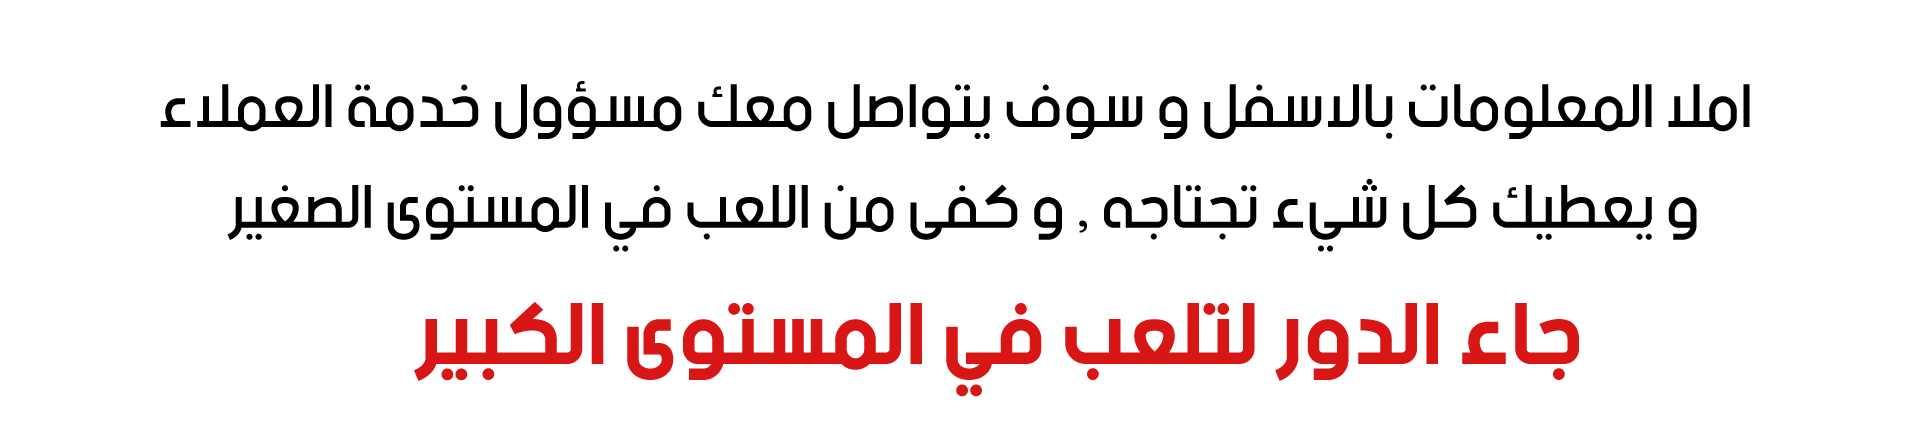 املا المعلومات بالاسفل و سوف يتواصل معك مسؤول خدمة العملاء
و يعطيك كل شيء تجتاجه , و كفى من اللعب في المستوى الصغير
جاء الدور لتلعب في المستوى الكبير